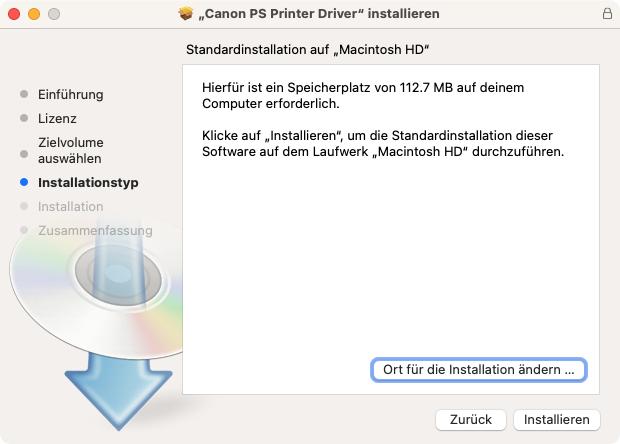 „Canon PS Printer Driver“ installieren
Standardinstallation auf „Macintosh HD“
Einführung
Lizenz
Zielvolume
auswählen
Installationstyp
Installation
Zusammenfassung
Hierfür ist ein Speicherplatz von 112.7 MB auf deinem
Computer erforderlich.
Klicke auf „Installieren“, um die Standardinstallation dieser
Software auf dem Laufwerk „Macintosh HD“ durchzuführen.
Ort für die Installation ändern ...
Zurück
Installieren